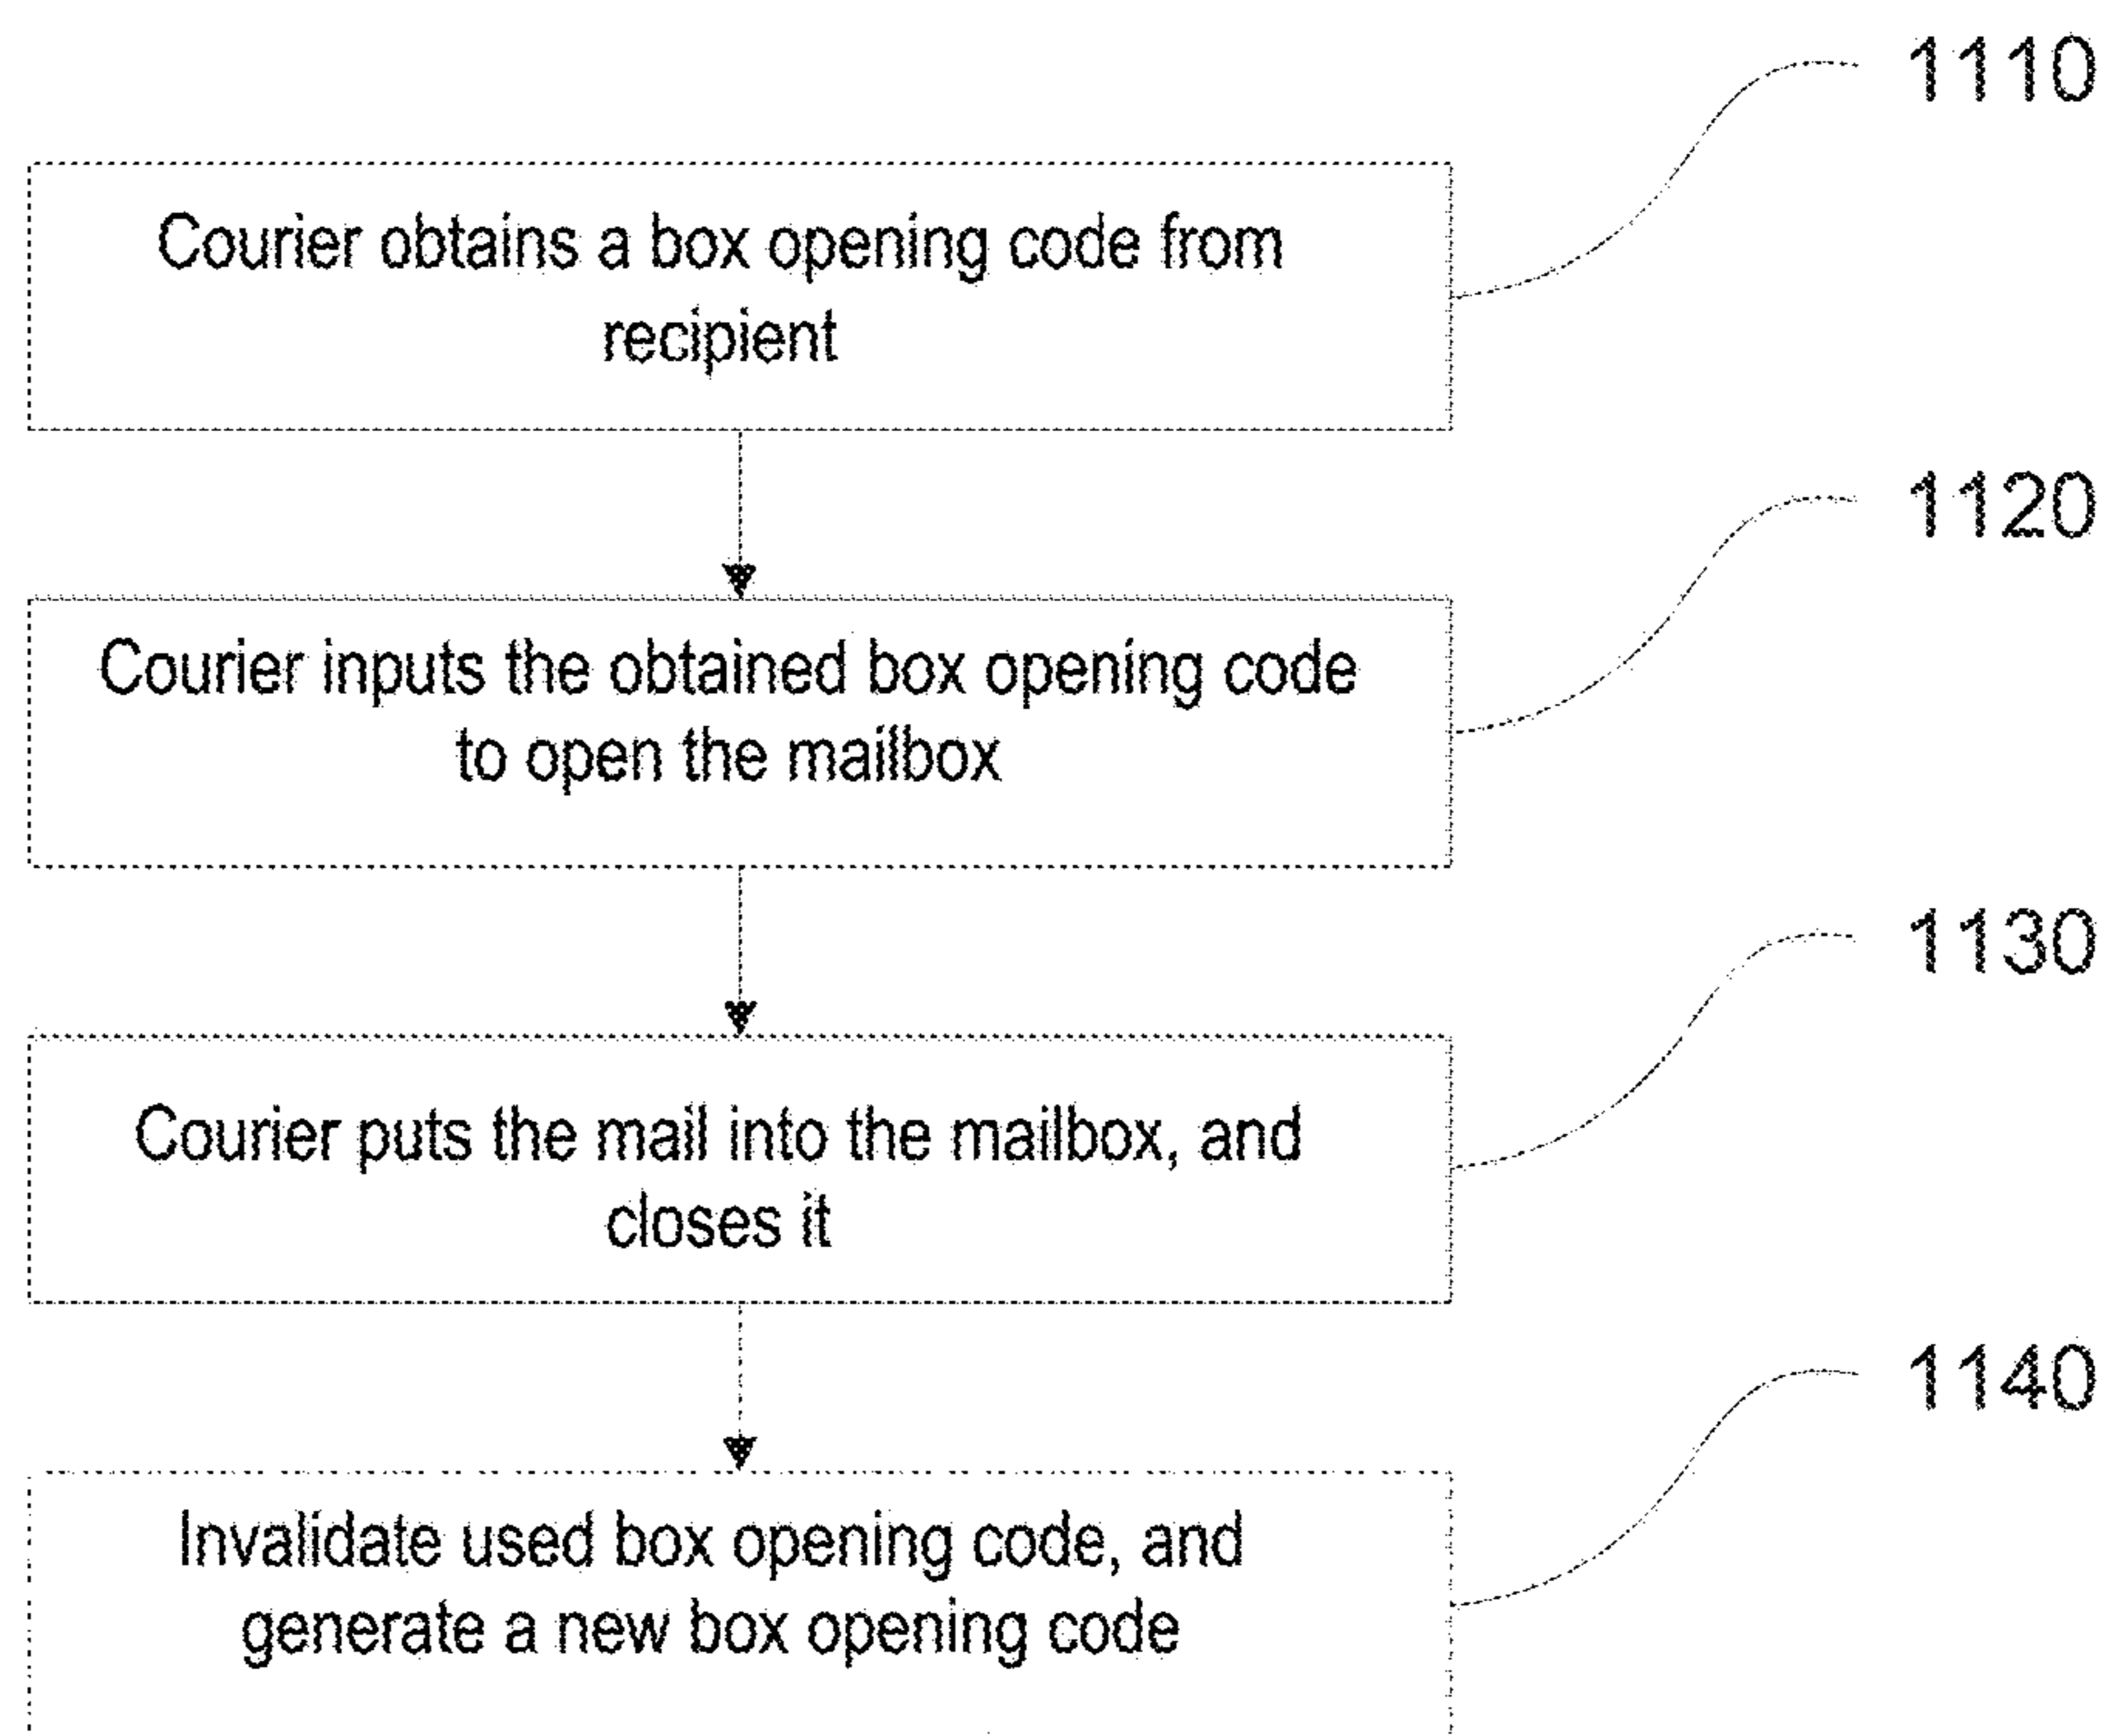 1110
Courier obtains a box opening code from
recipient
1120
Courier inputs the obtained box opening code
to open the mailbox
1130
Courier puts the mail into the mailbox, and
closes it
1140
Invalidate used box opening code, and
generate a new box opening code